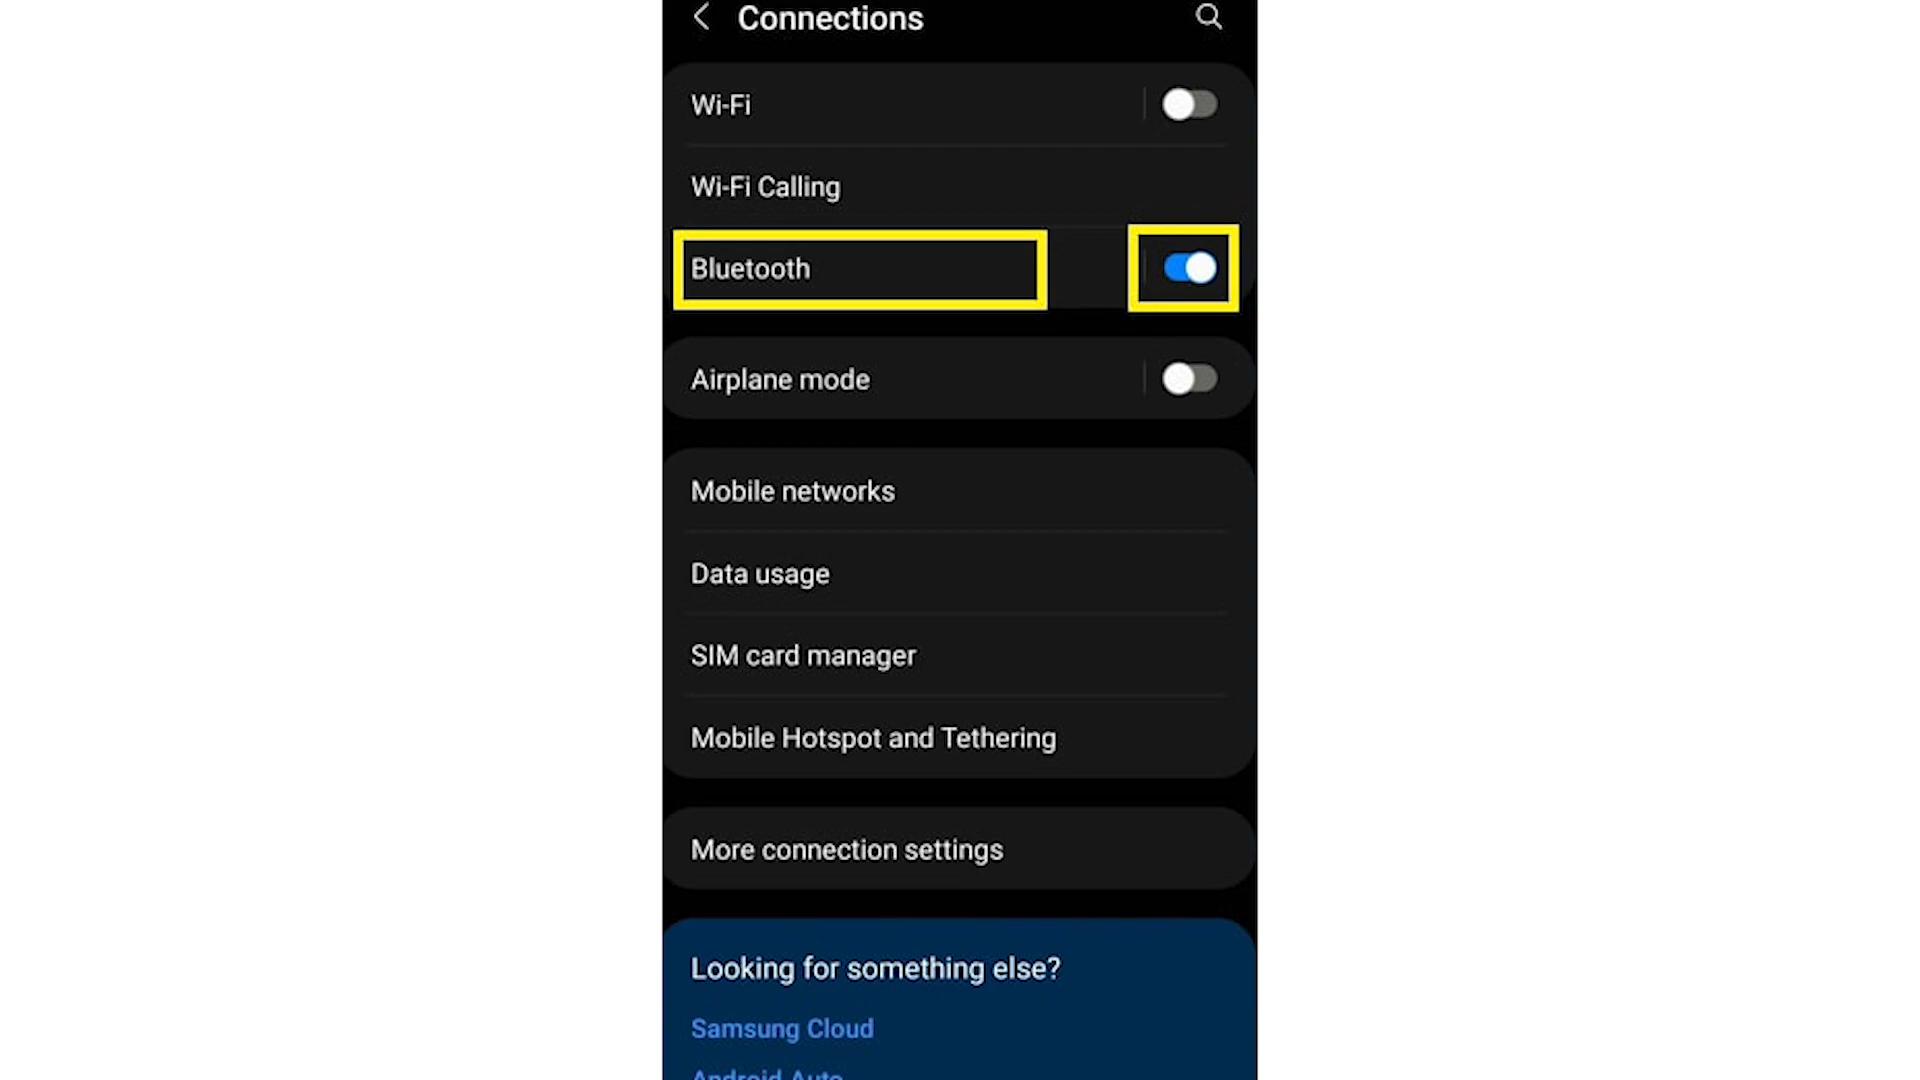 Connections
Wi-Fi
Wi-Fi Calling
Bluetooth
Airplane mode
Mobile networks
Data usage
SIM card manager
Mobile Hotspot and Tethering
More connection settings
Looking for something else?
Samsung Cloud
Android Auto